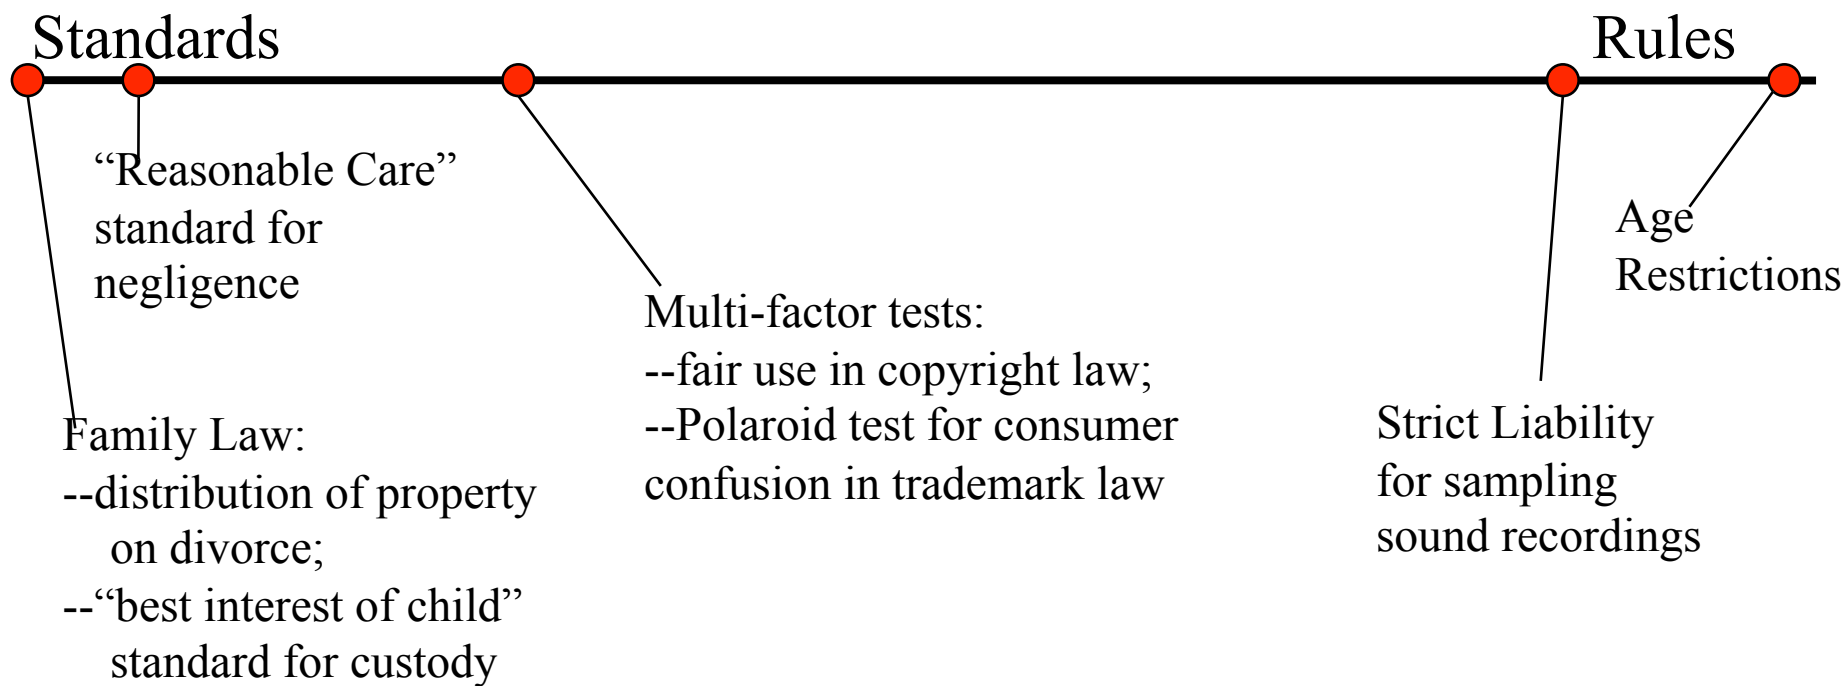 Standards
Rules
“Reasonable Care”
standard for
negligence
Age
Restrictions
Multi-factor tests:
--fair use in copyright law;
--Polaroid test for consumer
confusion in trademark law
Family Law:
--distribution of property
on divorce;
--“best interest of child”
standard for custody
Strict Liability
for sampling
sound recordings